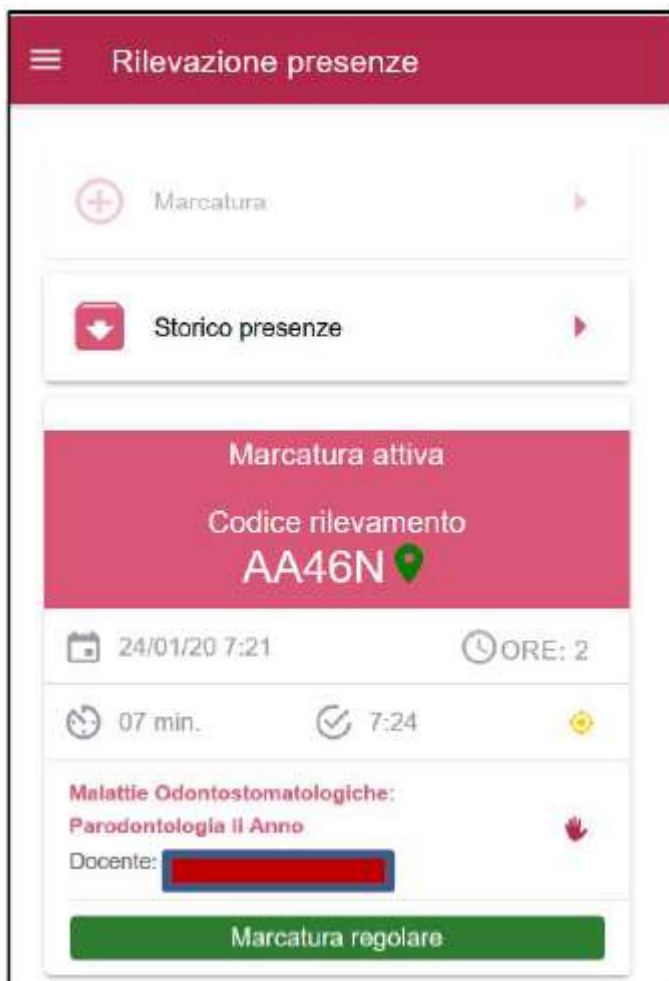 Rilevazione presenze
Marcatura
Storico presenze
Marcatura attiva
Codice rilevamento
AA46N
24/01/20 7:21 ORE: 2
07 min. 7:24
Malattie Odontostomatologiche:
Parodontologia Ii Anno
Docente:
Marcatura regolare